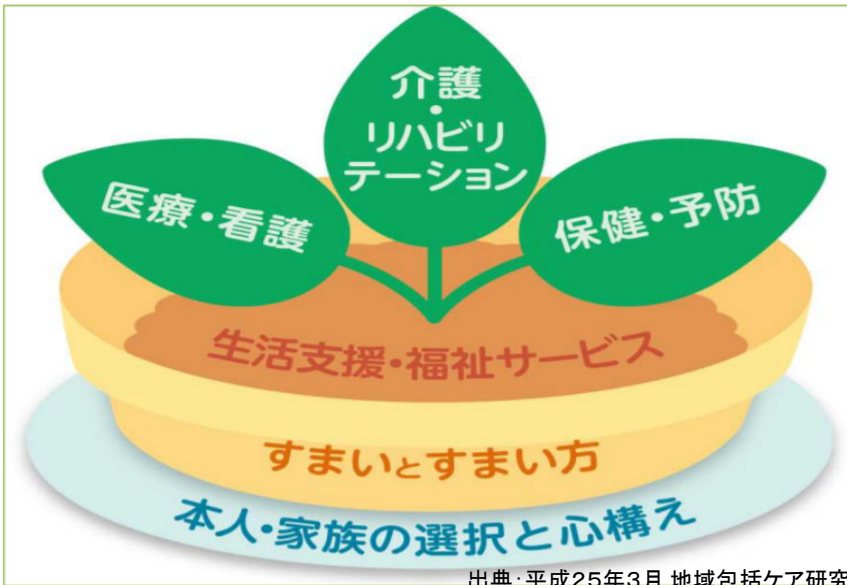 介護
・
リハビリ
テーション
医療・看護
保健・予防
生活支援・福祉サービス
すまいとすまい方
本人・家族の選択と心構え
出典：平成25年3月 地域包括ケア研究